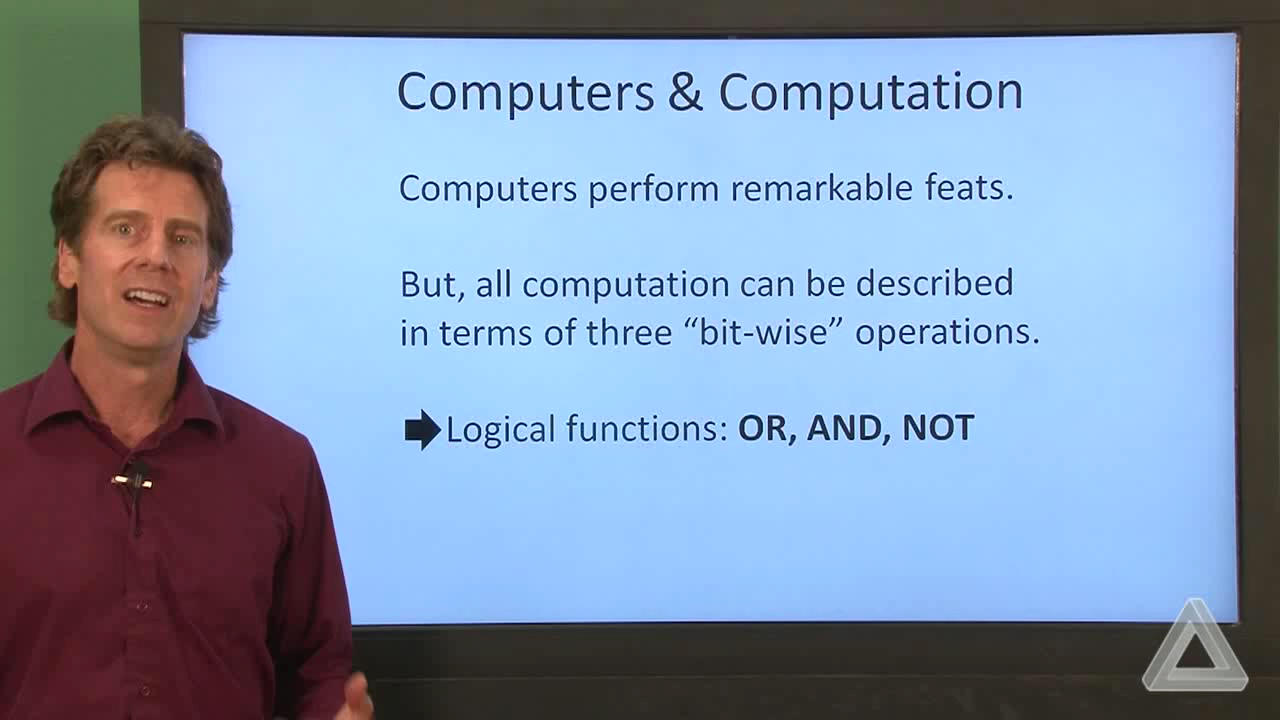 Computers & Computation
Computers perform remarkable feats.
But, all computation can be described
in terms of three “bit-wise” operations.
Logical functions: OR, AND, NOT